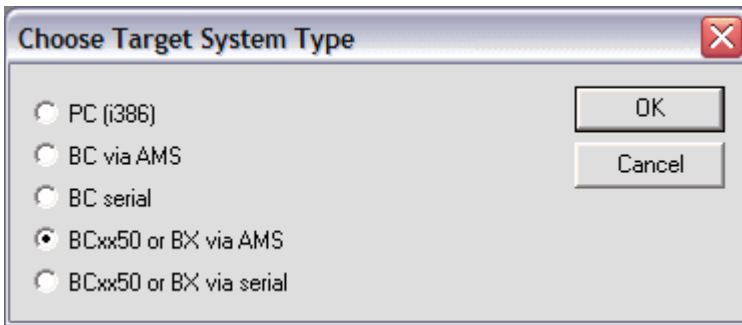 Choose Target System Type
PC (i386)
OK
BC via AMS
Cancel
BC serial
BCxx50 or BX via AMS
BCxx50 or BX via serial